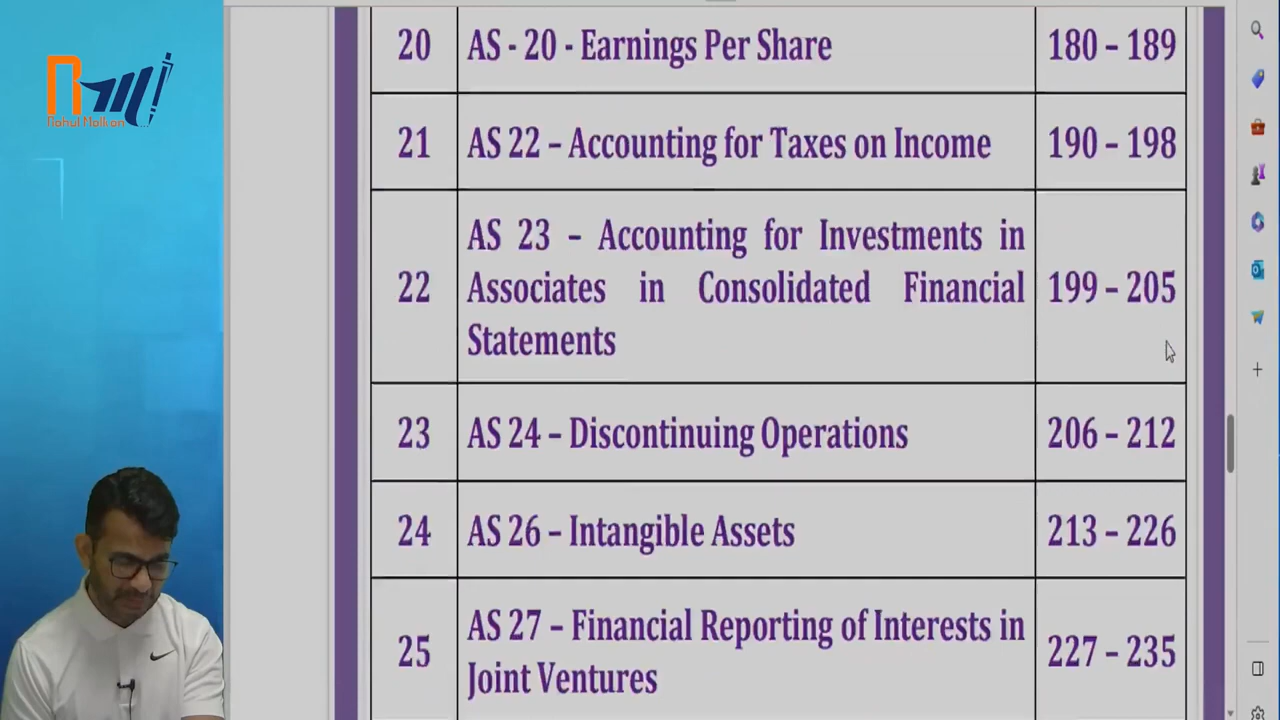 Rahul Malkan
20 AS - 20 - Earnings Per Share 180 – 189
21 AS 22 – Accounting for Taxes on Income 190 – 198
AS 23 – Accounting for Investments in
22 Associates in Consolidated Financial 199 – 205
Statements
23 AS 24 – Discontinuing Operations 206 – 212
24 AS 26 – Intangible Assets 213 – 226
AS 27 – Financial Reporting of Interests in
25 227 – 235
Joint Ventures